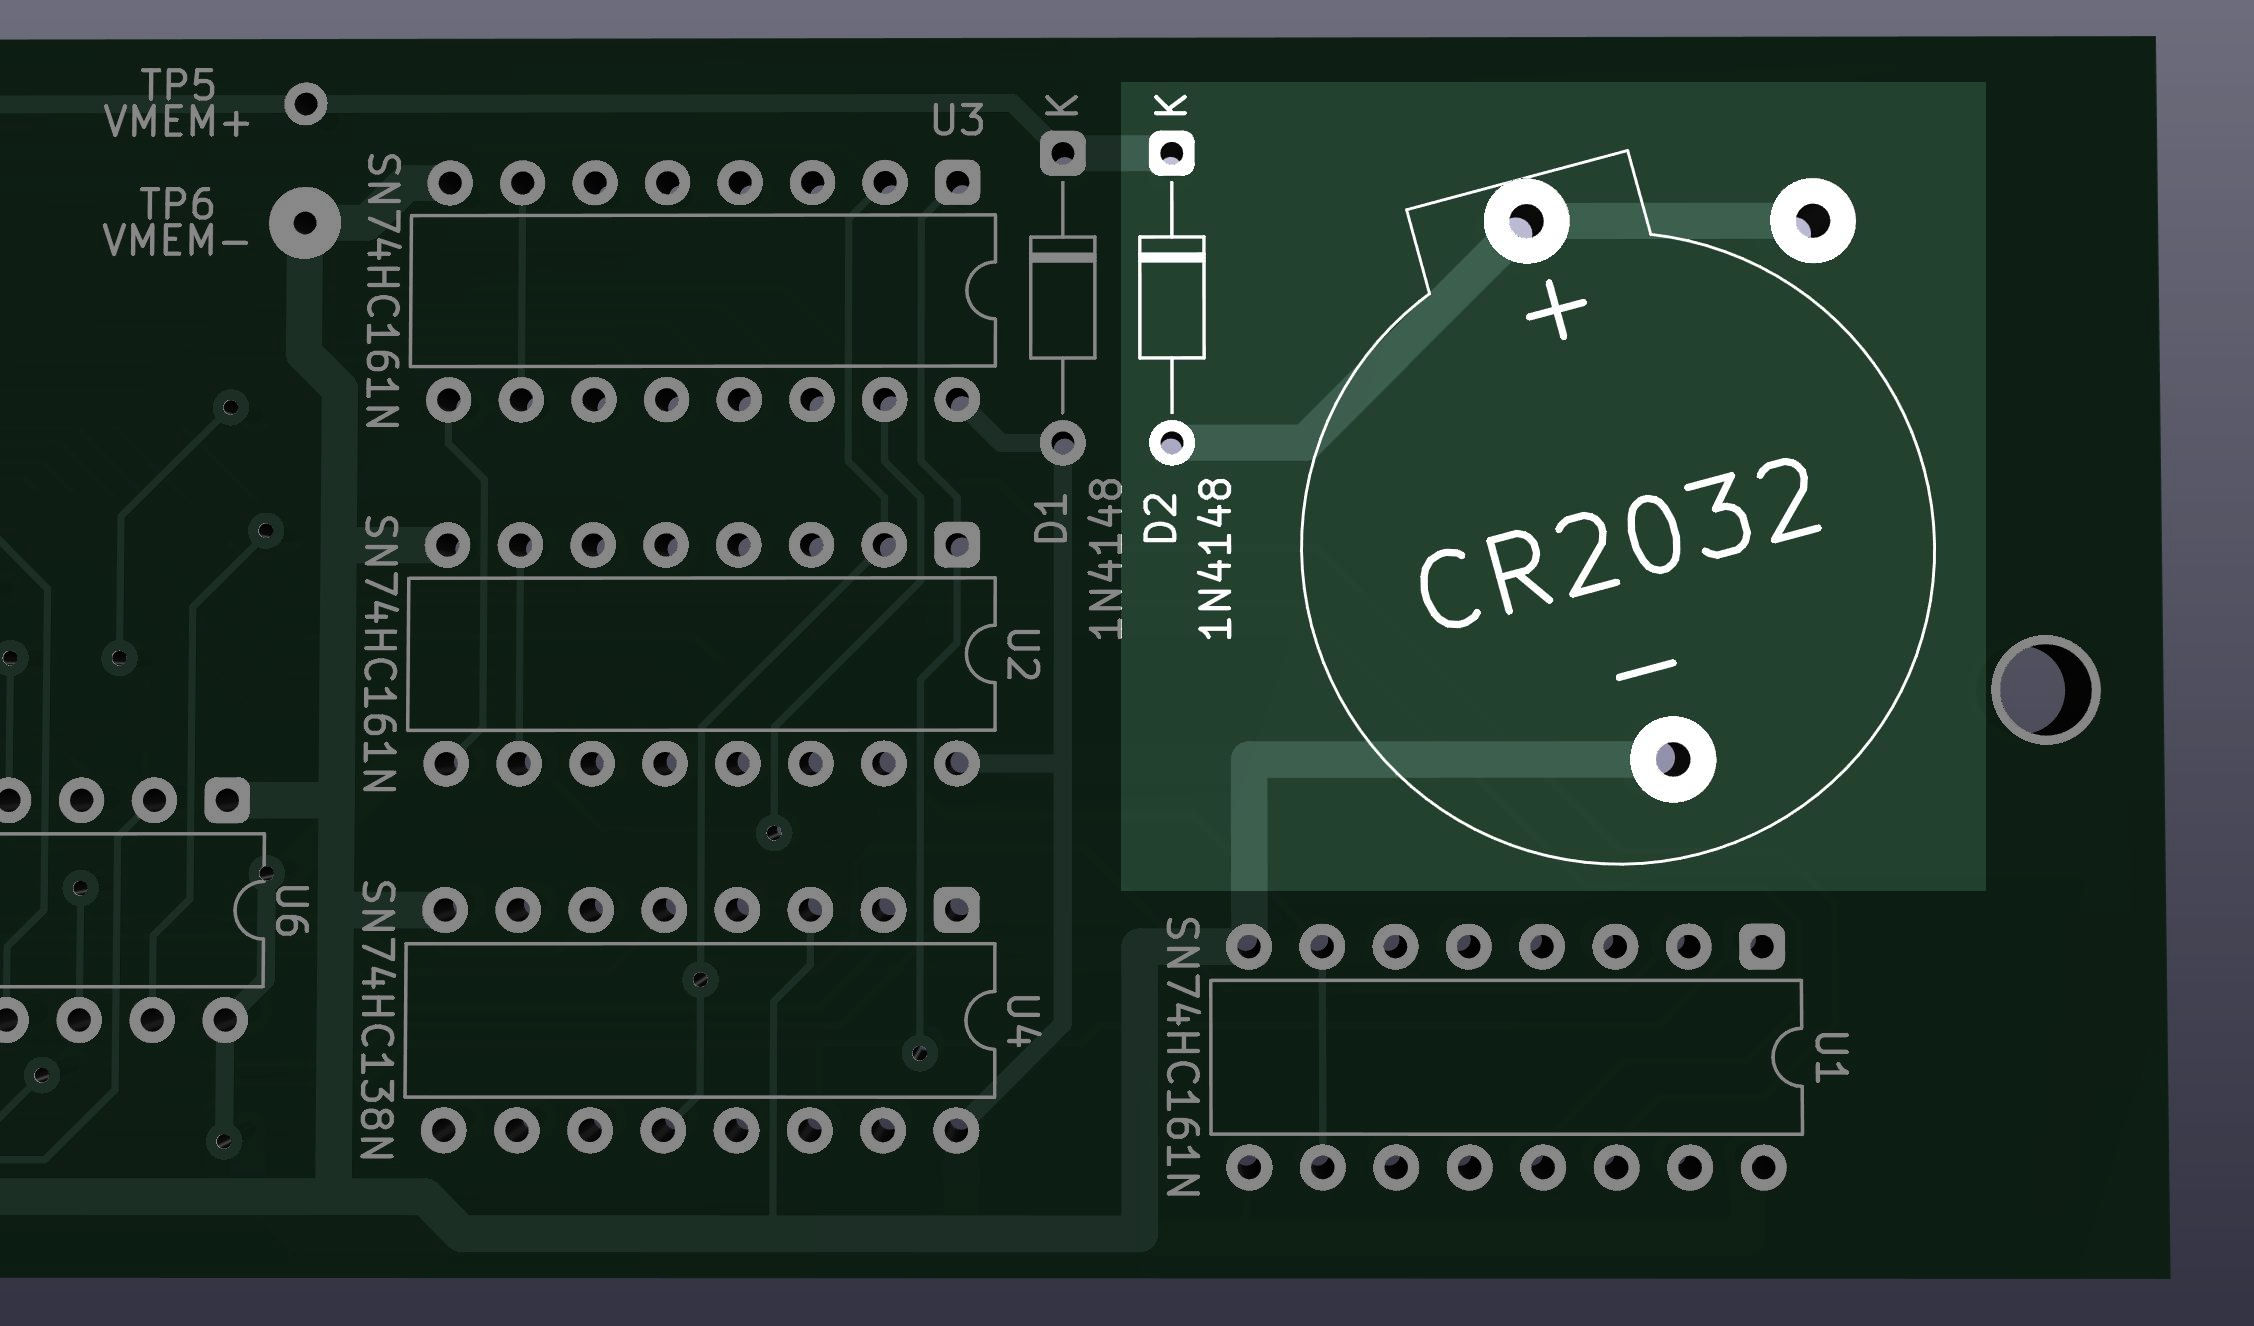 TP5
VMEM+
TP6
VMEM-
U3
K
K
SN74HC161N
+
D1
1N4148
D2
1N4148
CR2032
-
SN74HC161N
U2
U6
SN74HC138N
U4
SN74HC161N
U1